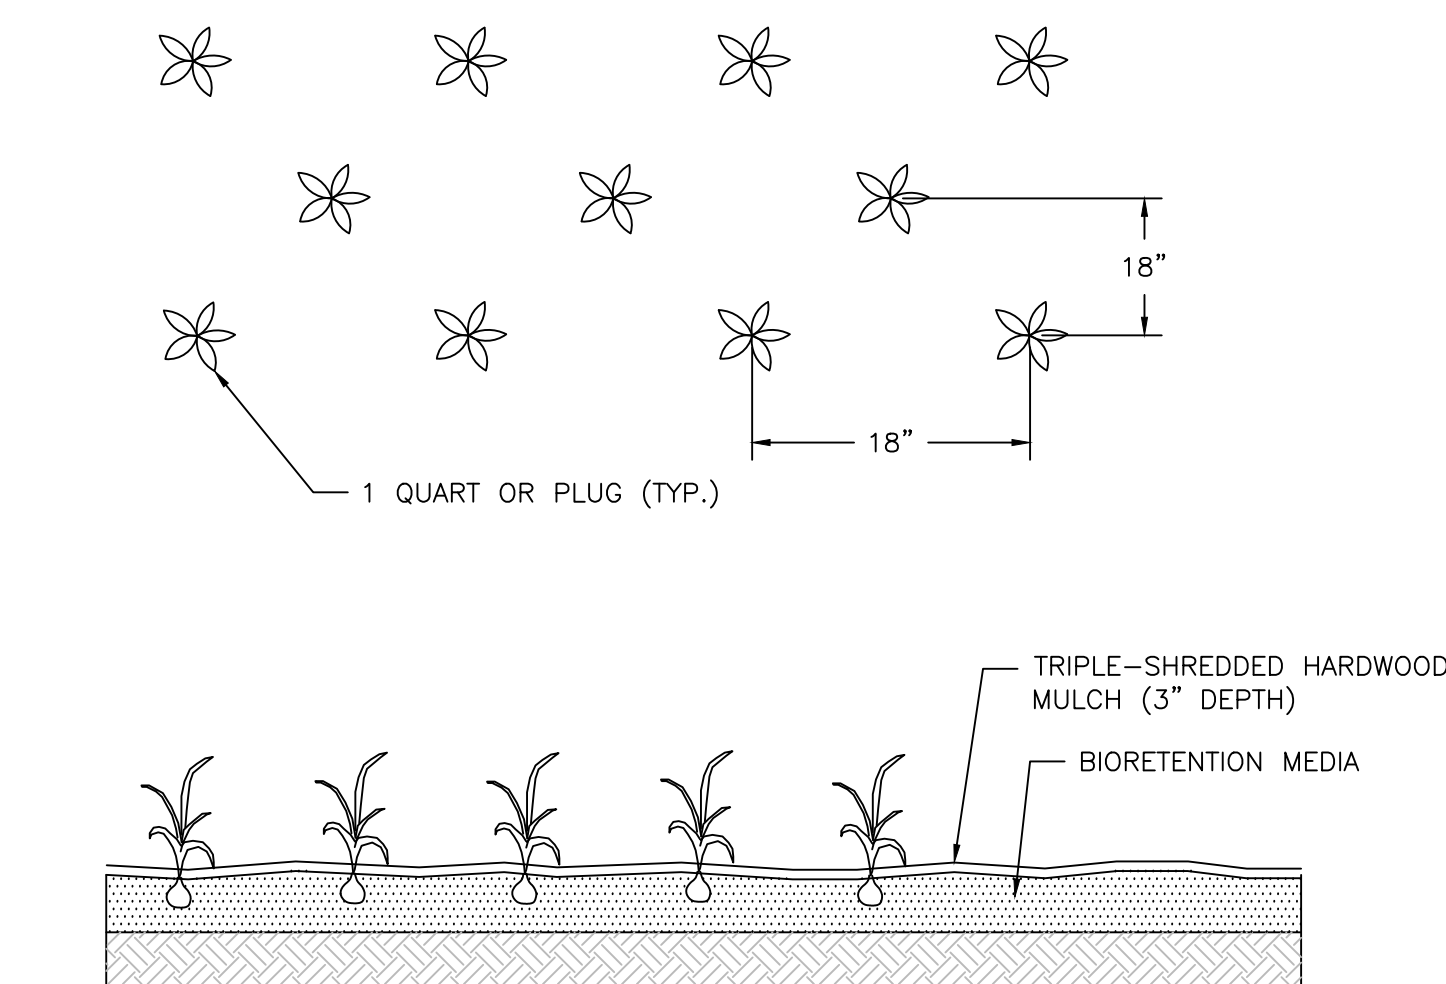 18”
18”
1 QUART OR PLUG (TYP.)
TRIPLE–SHREDDED HARDWOOD
MULCH (3” DEPTH)
BIORETENTION MEDIA